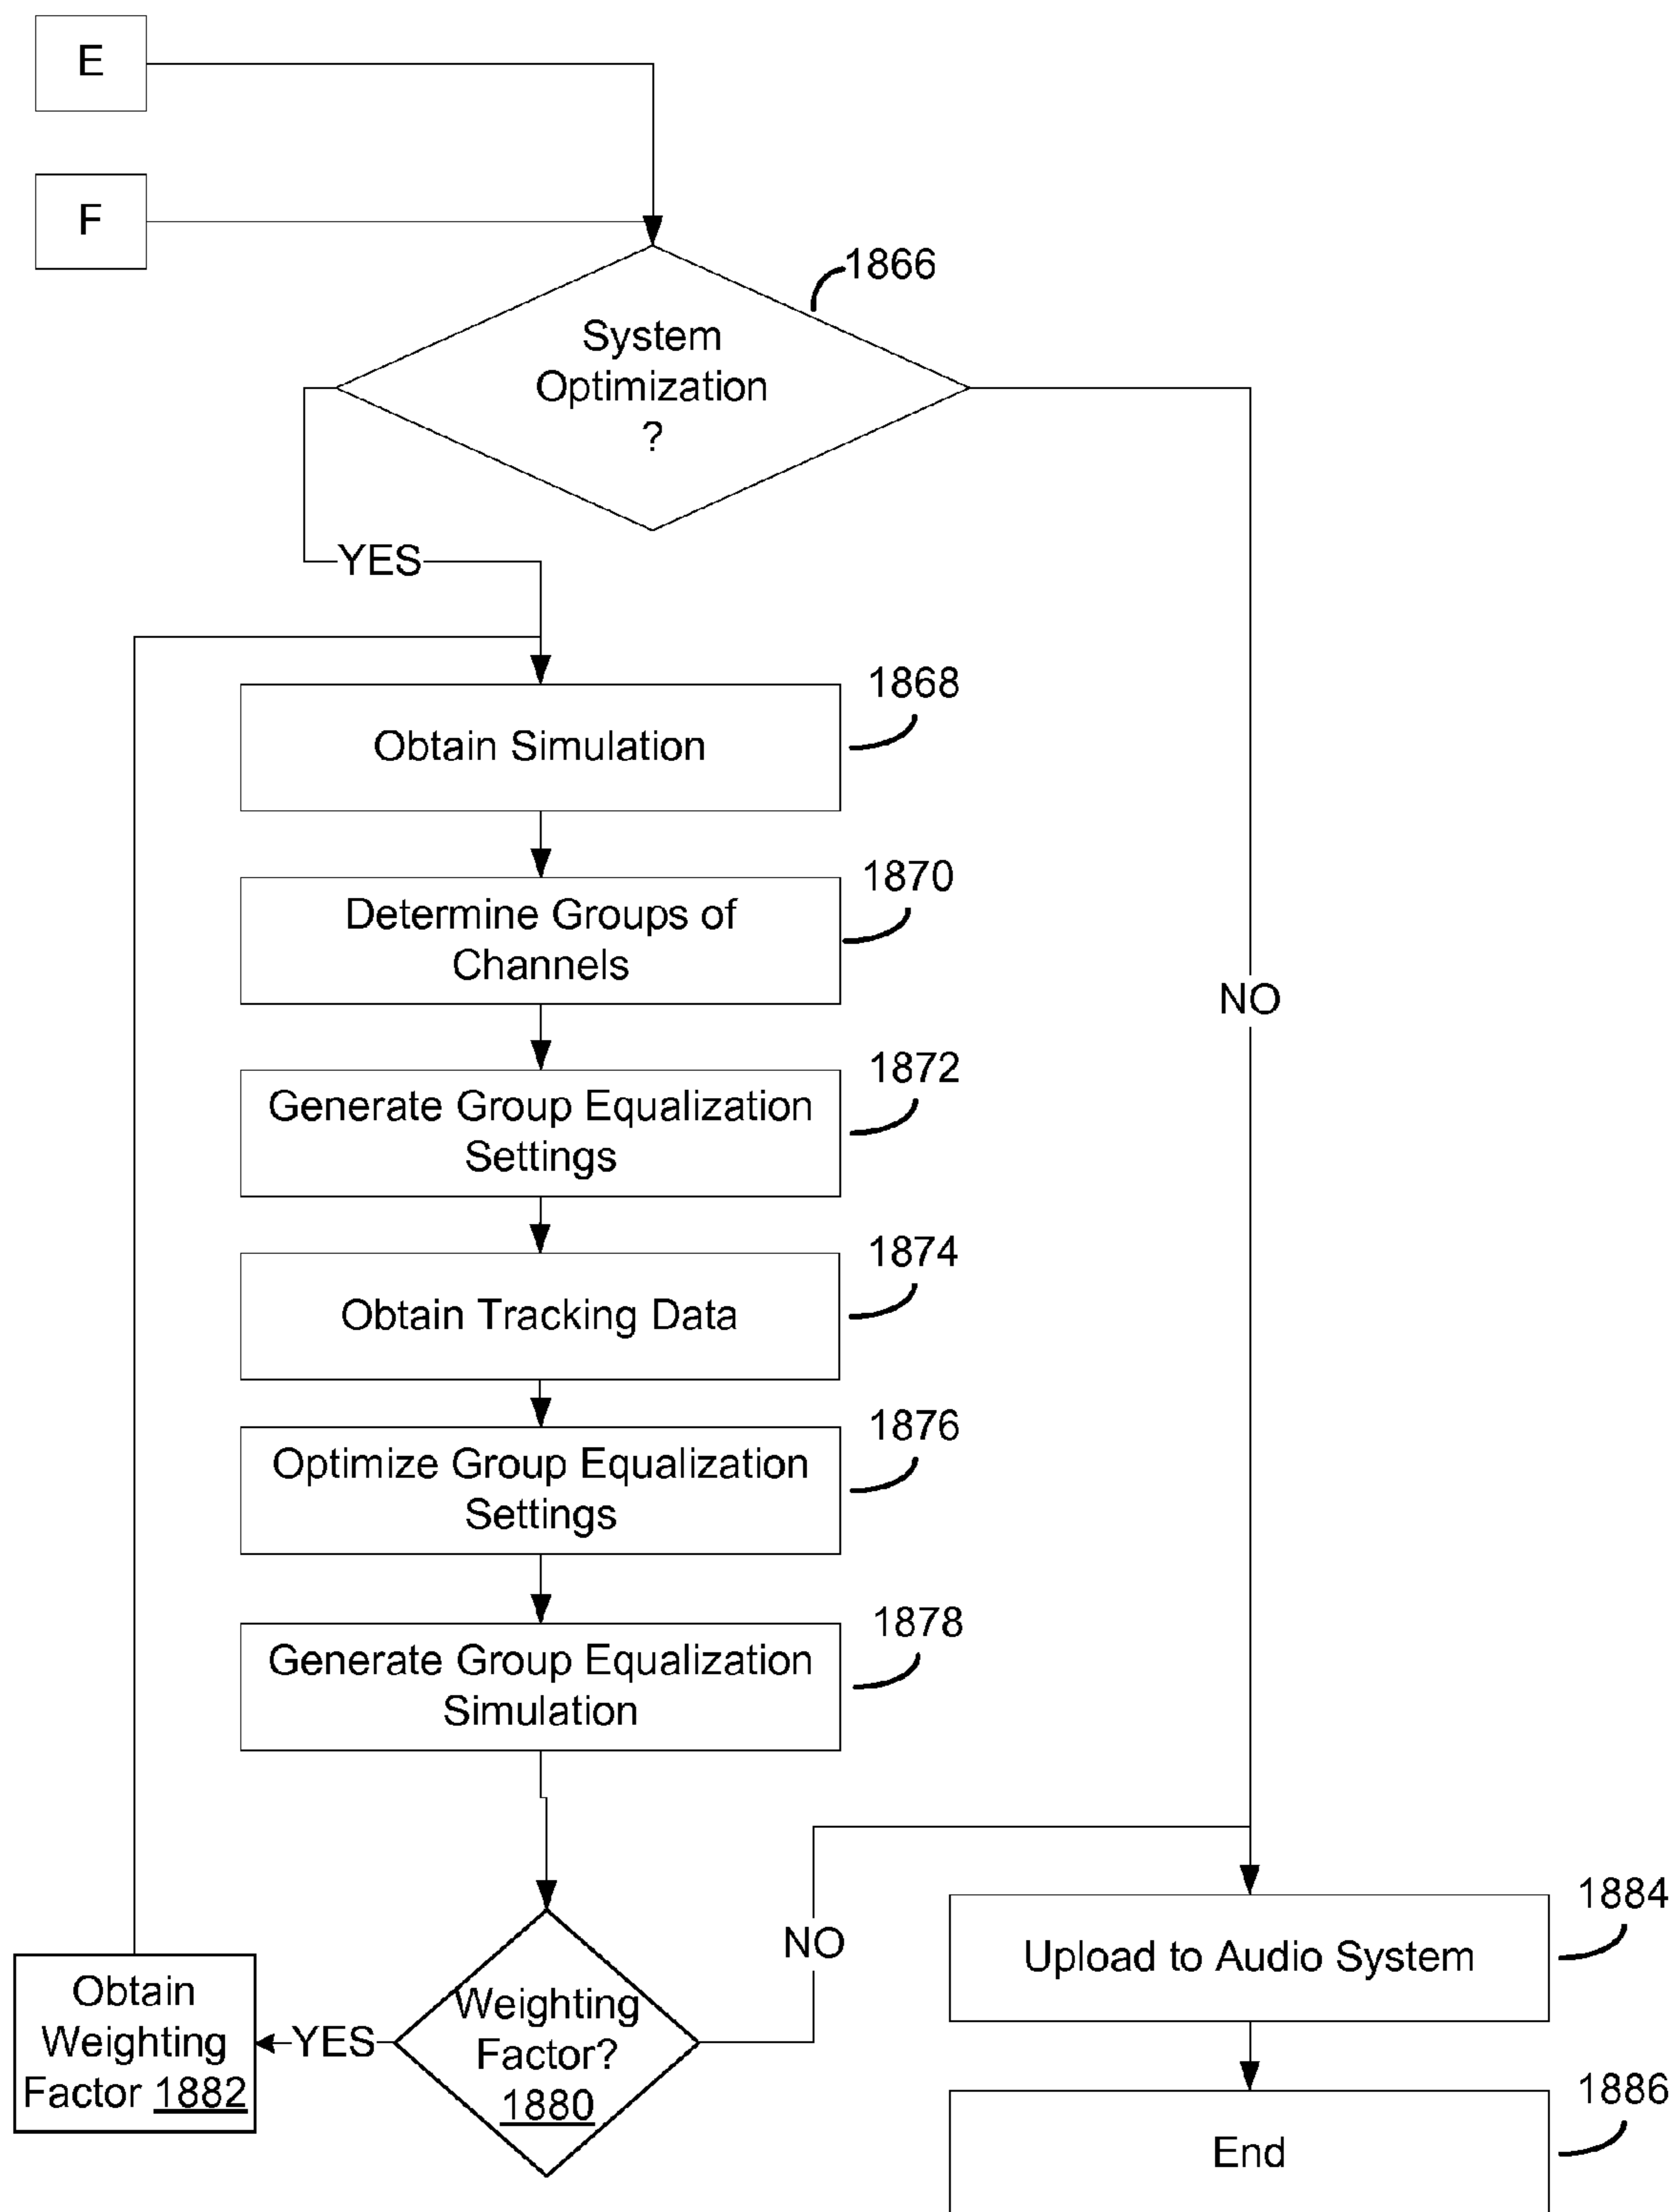 E
F
1866
System
Optimization
?
YES
1868
Obtain Simulation
1870
Determine Groups of
Channels
NO
1872
Generate Group Equalization
Settings
1874
Obtain Tracking Data
1876
Optimize Group Equalization
Settings
1878
Generate Group Equalization
Simulation
1884
Upload to Audio System
NO
Weighting
Factor?
1880
YES
Obtain
Weighting
Factor 1882
1886
End